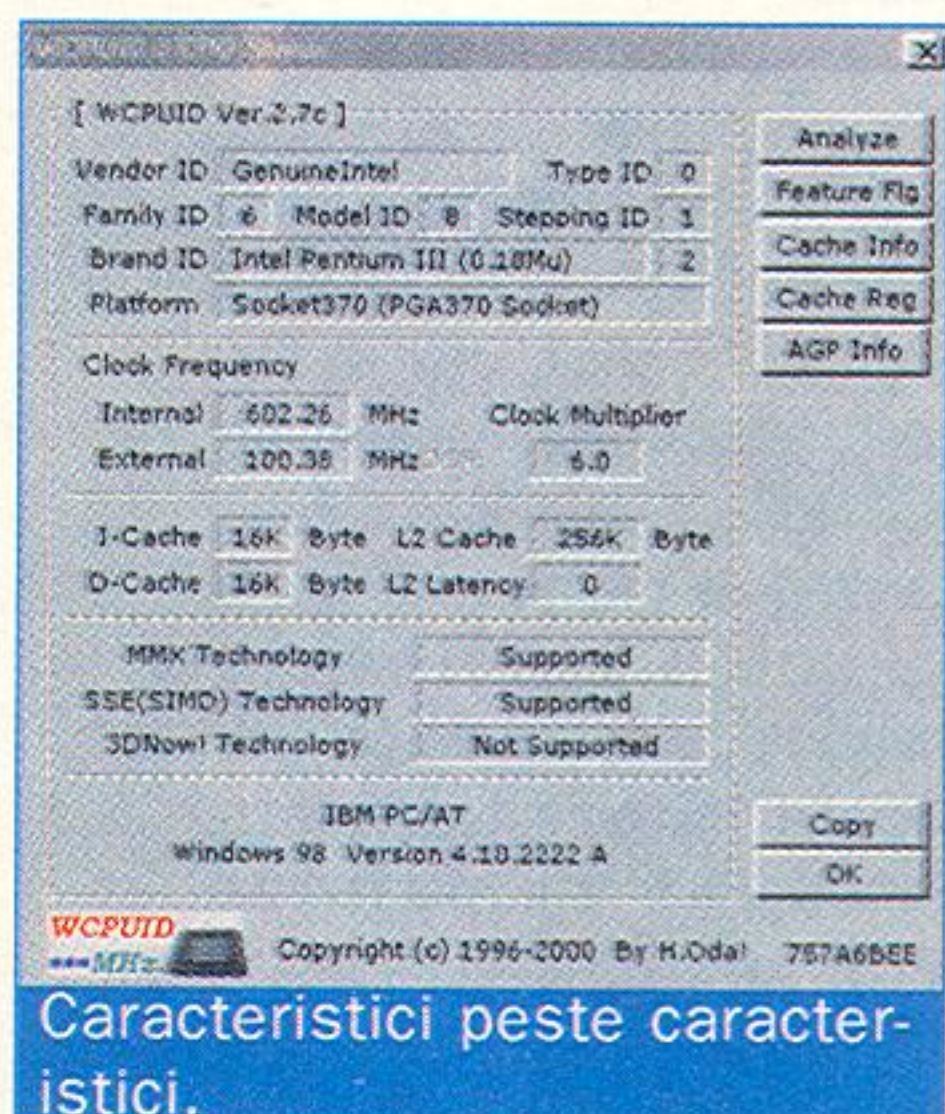 [ WCPUID Ver.2.7c ]
Vendor ID GenuineIntel Type ID 0
Family ID 6 Model ID 8 Stepping ID 1
Brand ID Intel Pentium III (0.18Mu) 2
Platform Socket370 (PGA370 Socket)
Clock Frequency
Internal 602.26 MHz Clock Multiplier
External 100.38 MHz 6.0
I-Cache 16K Byte L2 Cache 256K Byte
D-Cache 16K Byte L2 Latency 0
MMX Technology Supported
SSE(SIMD) Technology Supported
3DNow! Technology Not Supported
IBM PC/AT
Windows 98 Version 4.10.2222 A
Analyze
Feature Flg
Cache Info
Cache Reg
AGP Info
Copy
OK
WCPUID
MHz
Copyright (c) 1996-2000 By H.Oda! 757A6BEE
Caracteristici peste caracter-
istici.